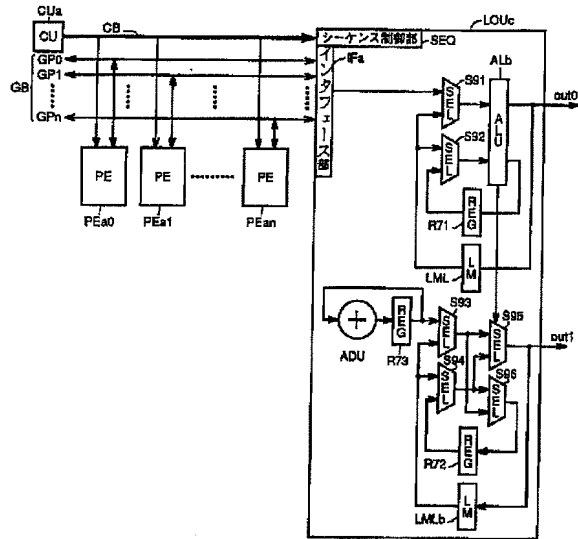 CUa
CU
CB
LOUc
シーケンス制御部
SEQ
IFa
インタフェース部
GB
GP0
GP1
GPn
PE
PE
PE
PEa0
PEa1
PEan
S91
SEL
ALb
ALU
out0
S92
SEL
REG
R71
LM
LML
S93
SEL
S95
SEL
out1
ADU
REG
R73
S94
SEL
S96
SEL
REG
R72
LM
LMLb